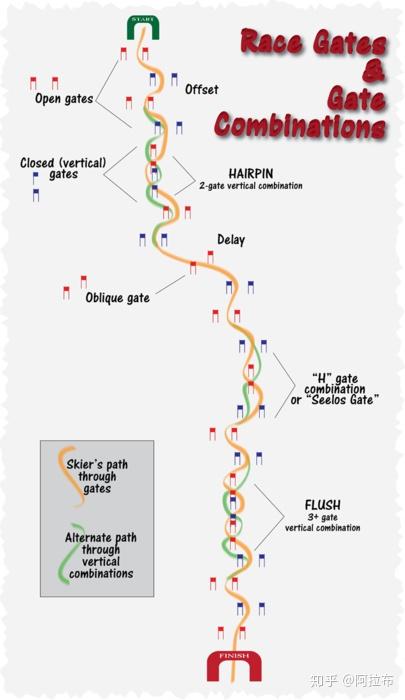 START
Race Gates
&
Gate
Combinations
Offset
Open gates
Closed (vertical)
gates
HAIRPIN
2-gate vertical combination
Delay
Oblique gate
"H" gate
combination
or "Seelos Gate"
Skier's path
through
gates
Alternate path
through
vertical
combinations
FLUSH
3+ gate
vertical combination
FINISH
知乎 @阿拉布